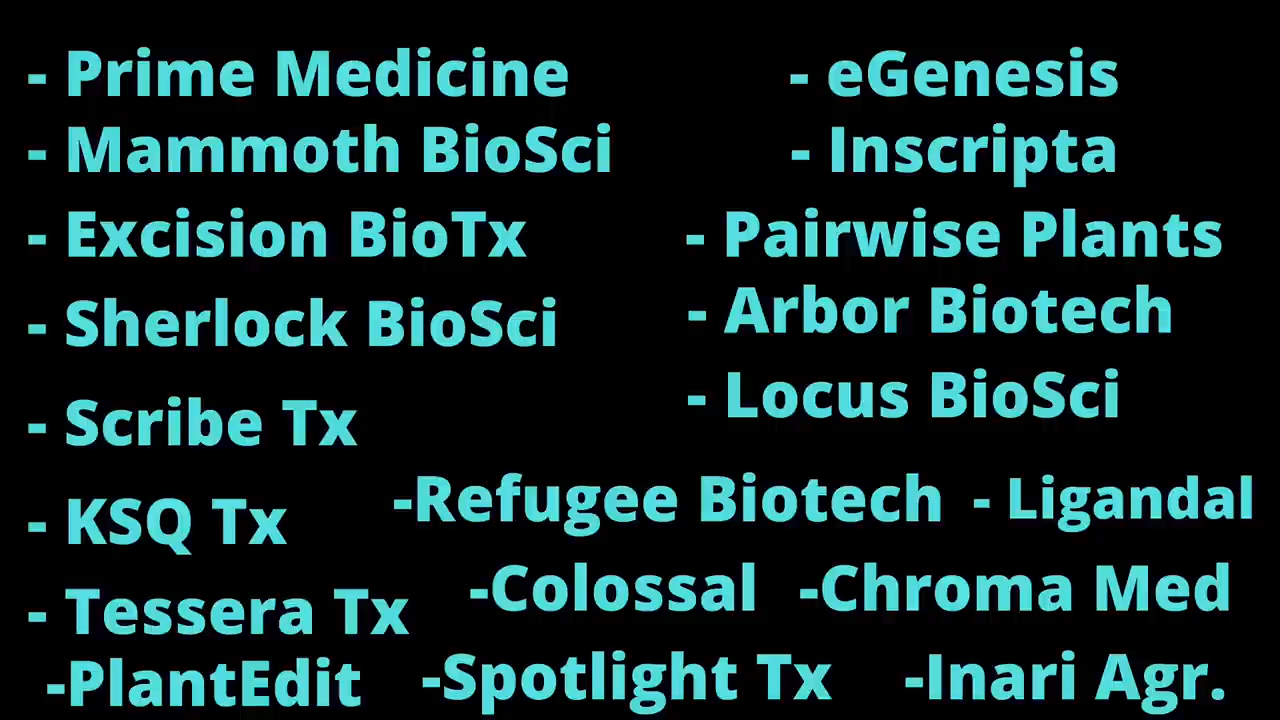 - Prime Medicine
- Mammoth BioSci
- Excision BioTx
- Sherlock BioSci
- Scribe Tx
- KSQ Tx
- Tessera Tx
-PlantEdit
- eGenesis
- Inscripta
- Pairwise Plants
- Arbor Biotech
- Locus BioSci
-Refugee Biotech - Ligandal
-Colossal -Chroma Med
-Spotlight Tx -Inari Agr.